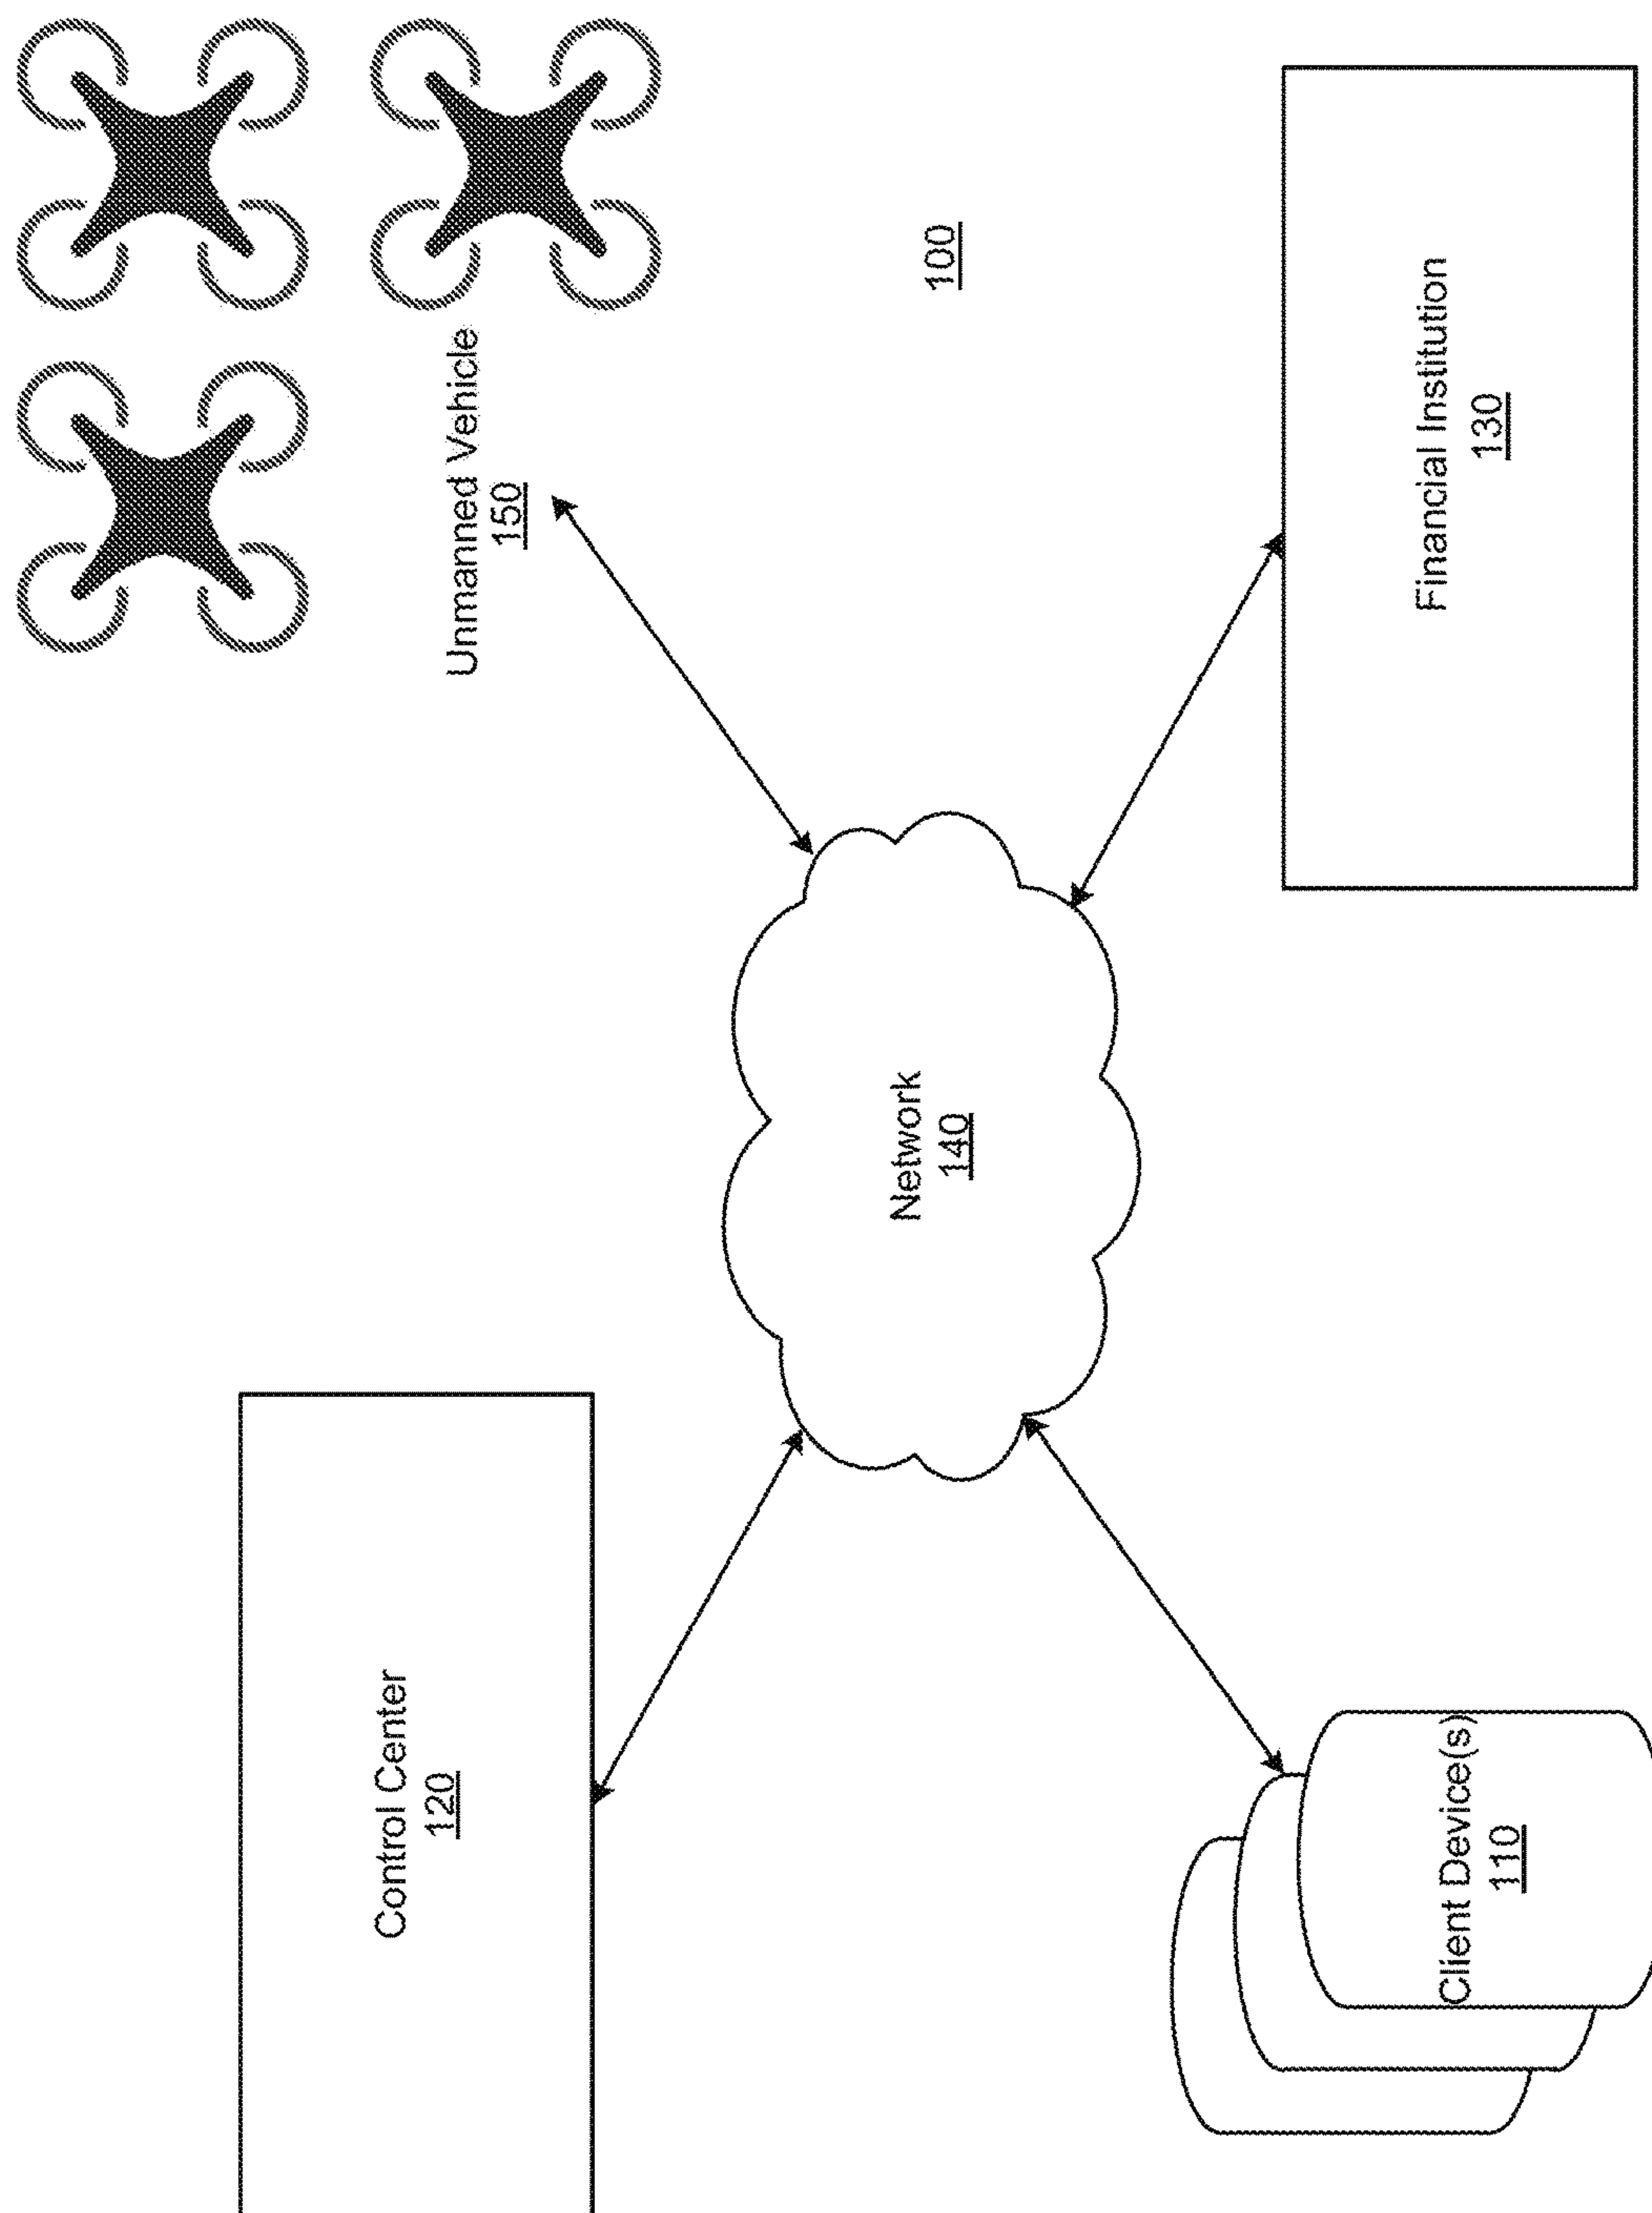 Control Center
120
Unmanned Vehicle
150
Network
140
100
Client Device(s)
110
Financial Institution
130